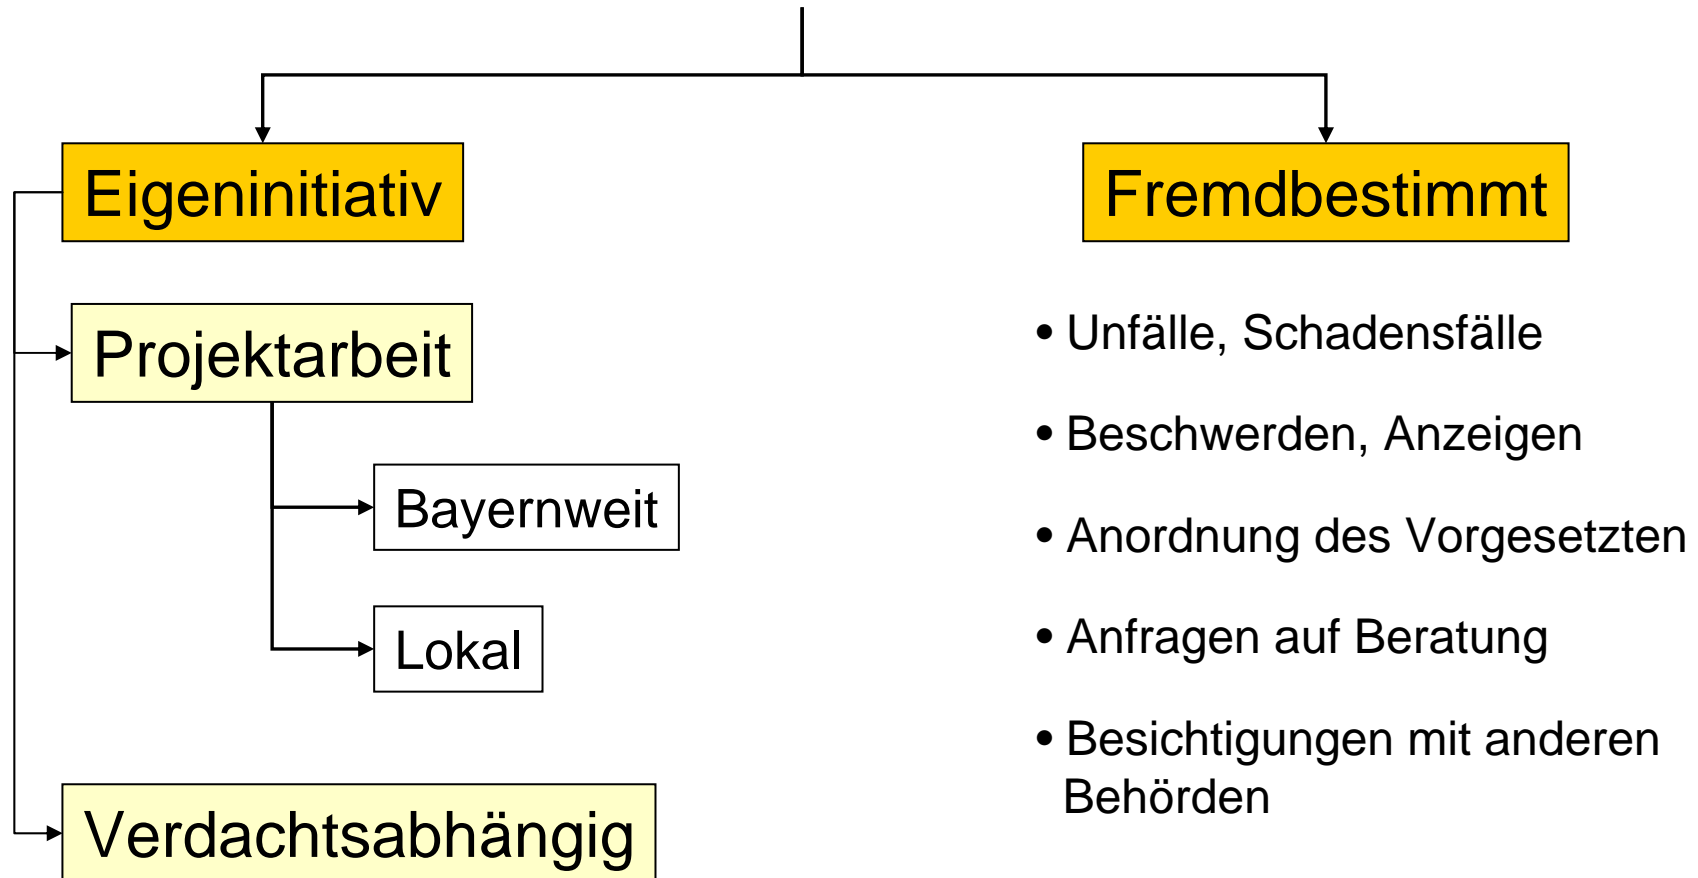 Eigeninitiativ
Projektarbeit
Bayernweit
Lokal
Verdachtsabhängig
Fremdbestimmt
• Unfälle, Schadensfälle
• Beschwerden, Anzeigen
• Anordnung des Vorgesetzten
• Anfragen auf Beratung
• Besichtigungen mit anderen
Behörden